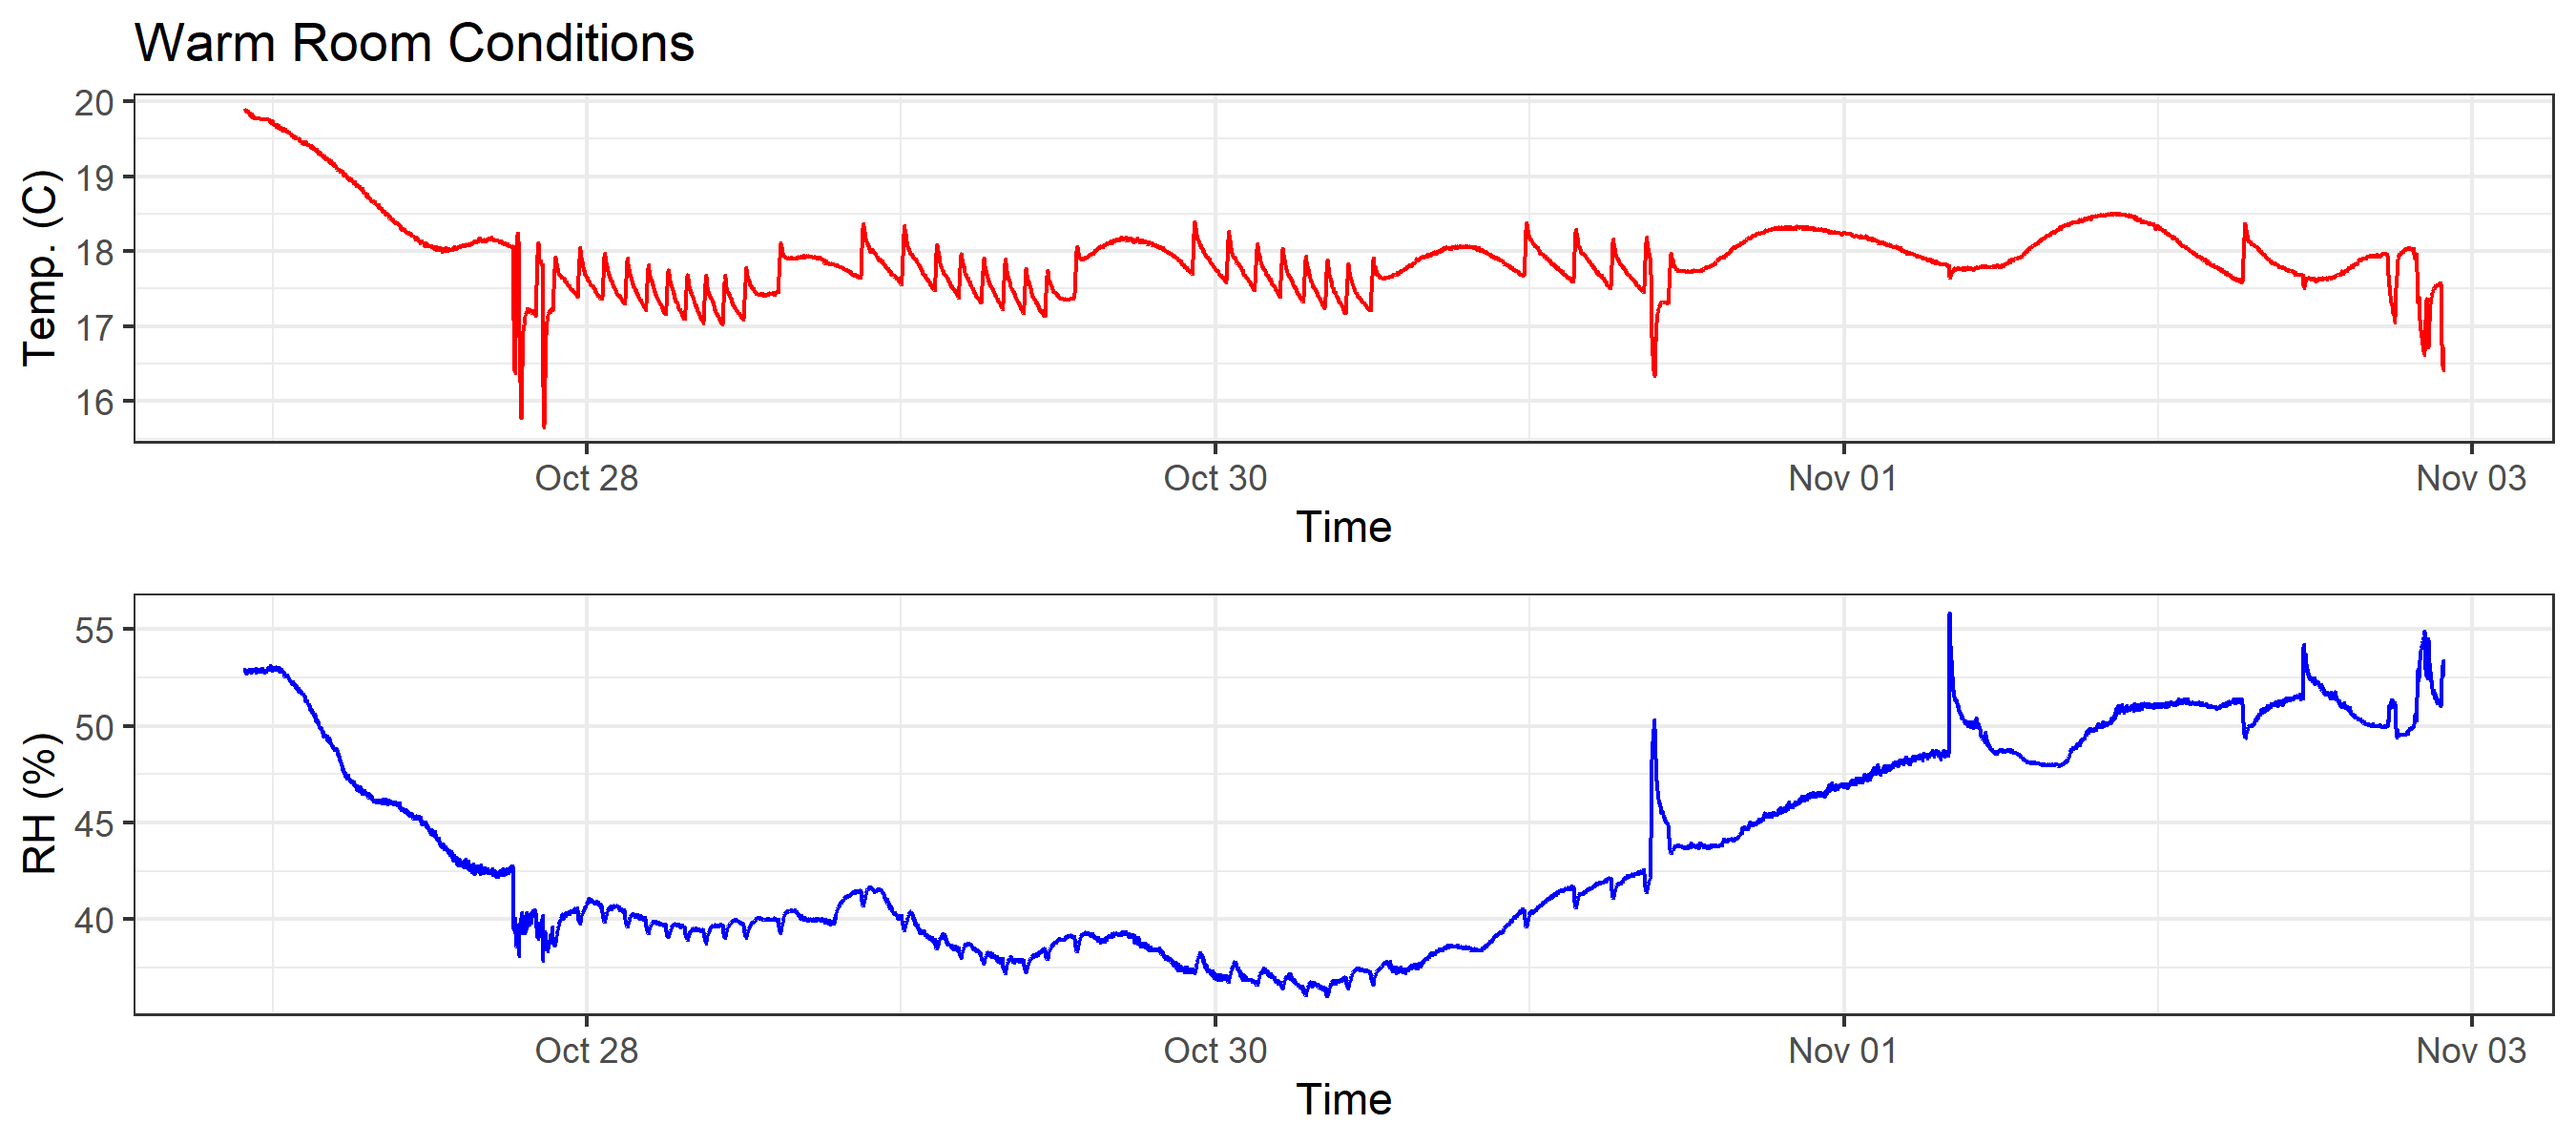 Warm Room Conditions
Temp. (C)
20
19
18
17
16
Oct 28 Oct 30 Nov 01 Nov 03
Time
RH (%)
55
50
45
40
Oct 28 Oct 30 Nov 01 Nov 03
Time